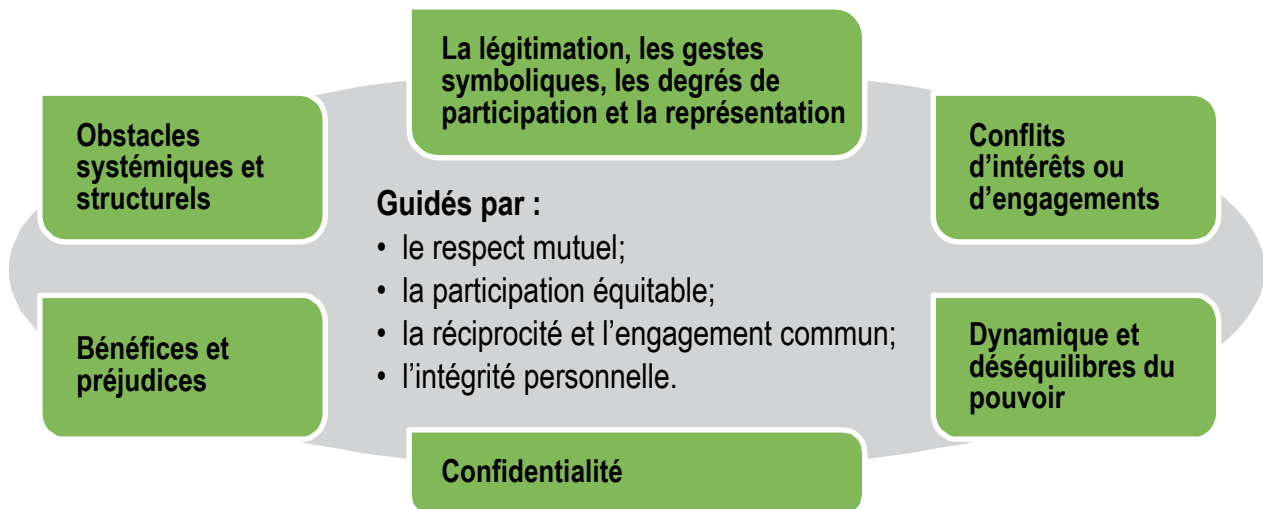 La légitimation, les gestes
symboliques, les degrés de
participation et la représentation
Obstacles
systémiques et
structurels
Conflits
d’intérêts ou
d’engagements
Guidés par :
• le respect mutuel;
• la participation équitable;
• la réciprocité et l’engagement commun;
• l’intégrité personnelle.
Bénéfices et
préjudices
Dynamique et
déséquilibres du
pouvoir
Confidentialité